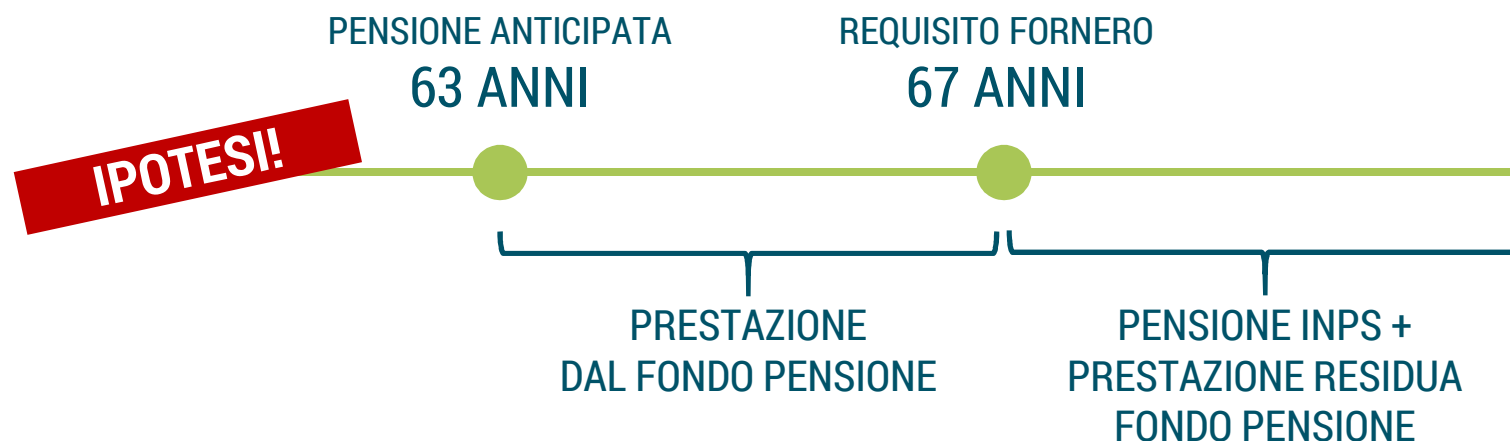 PENSIONE ANTICIPATA
63 ANNI
REQUISITO FORNERO
67 ANNI
IPOTESI!
PRESTAZIONE
DAL FONDO PENSIONE
PENSIONE INPS +
PRESTAZIONE RESIDUA
FONDO PENSIONE